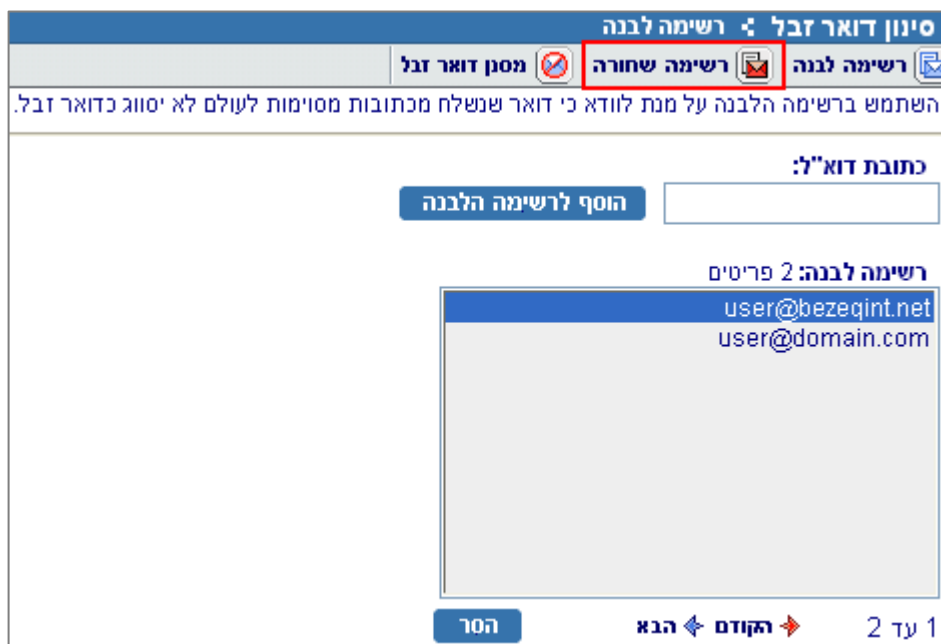 סינון דואר זבל רשימה לבנה
רשימה לבנה רשימה שחורה מסנן דואר זבל
השתמש ברשימה הלבנה על מנת לוודא כי דואר שנשלח מכתובות מסוימות לעולם לא יסווג כדואר זבל.
כתובת דוא"ל:
הוסף לרשימה הלבנה
רשימה לבנה: 2 פריטים
user@bezeqint.net
user@domain.com
1 עד 2 הקודם הבא הסר